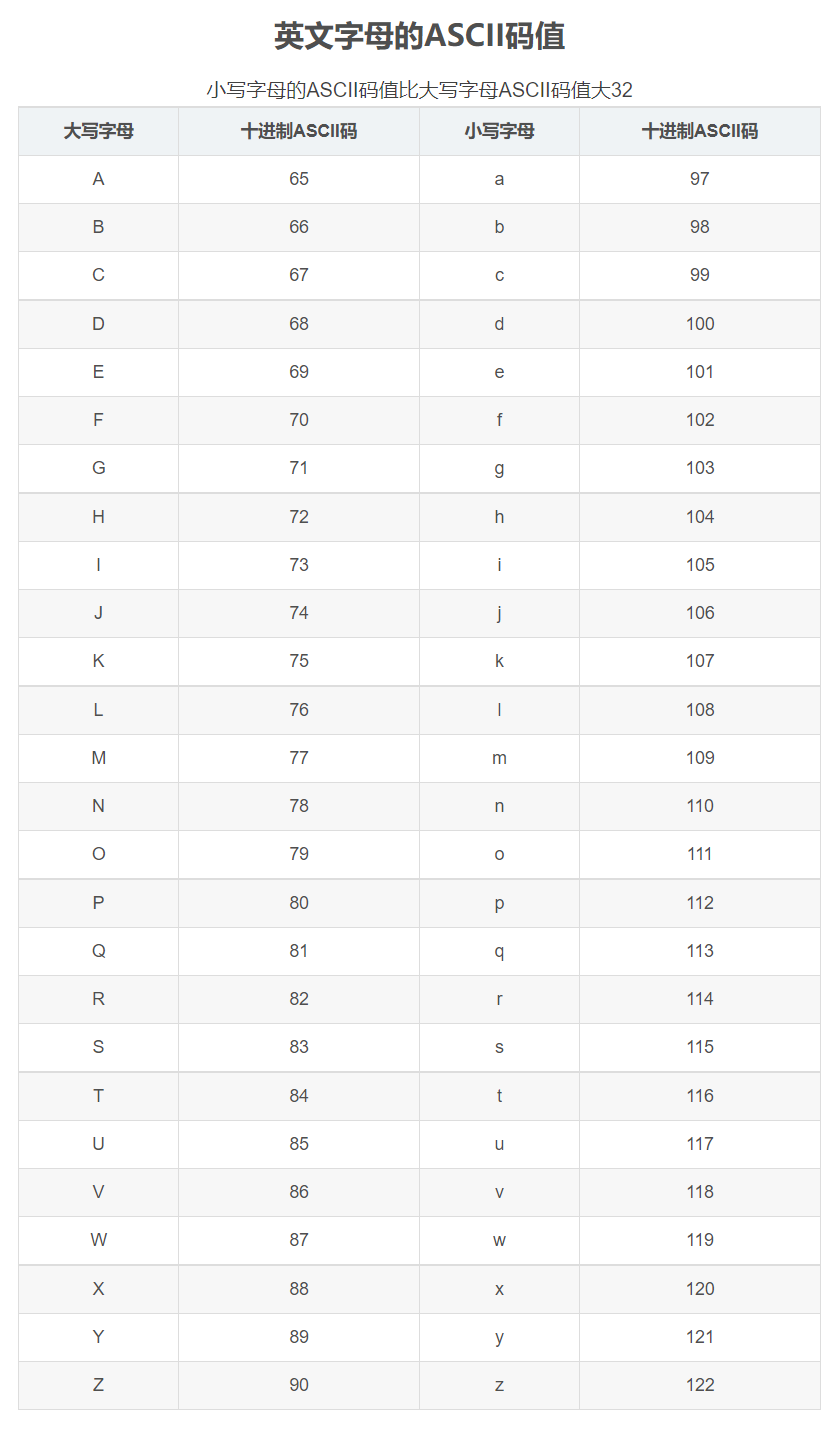 英文字母的ASCII码值
小写字母的ASCII码值比大写字母ASCII码值大32
大写字母 十进制ASCII码 小写字母 十进制ASCII码
A 65 a 97
B 66 b 98
C 67 c 99
D 68 d 100
E 69 e 101
F 70 f 102
G 71 g 103
H 72 h 104
I 73 i 105
J 74 j 106
K 75 k 107
L 76 l 108
M 77 m 109
N 78 n 110
O 79 o 111
P 80 p 112
Q 81 q 113
R 82 r 114
S 83 s 115
T 84 t 116
U 85 u 117
V 86 v 118
W 87 w 119
X 88 x 120
Y 89 y 121
Z 90 z 122